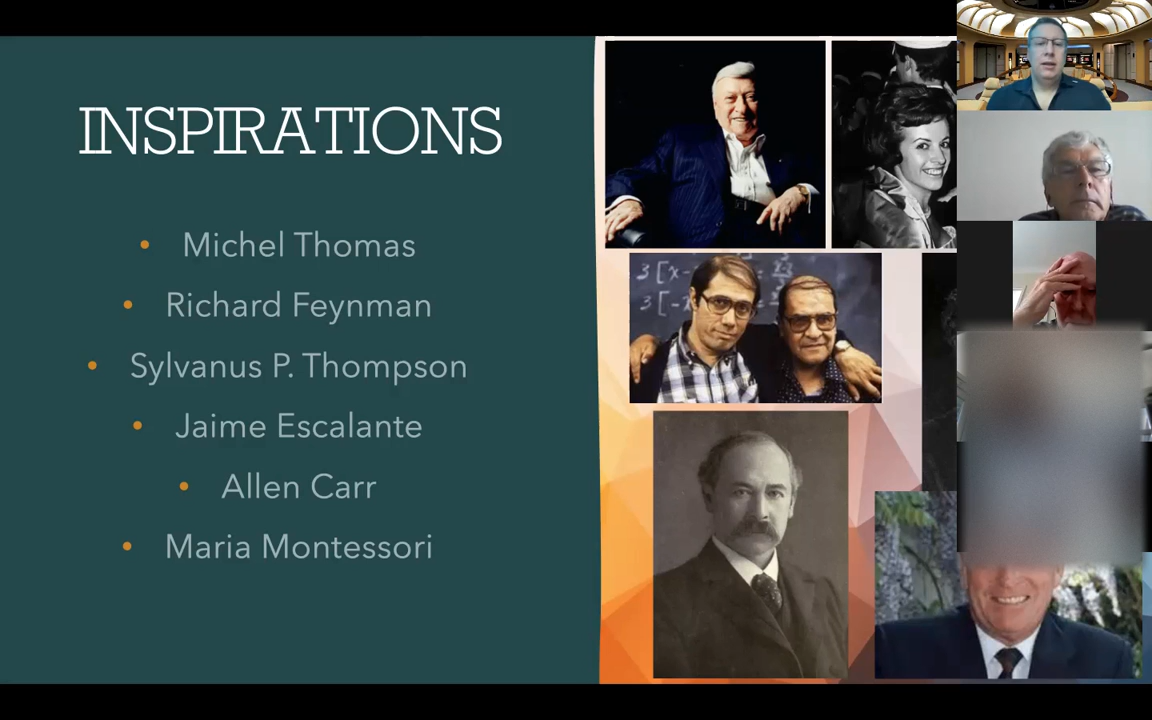 INSPIRATIONS
• Michel Thomas
• Richard Feynman
• Sylvanus P. Thompson
• Jaime Escalante
• Allen Carr
• Maria Montessori